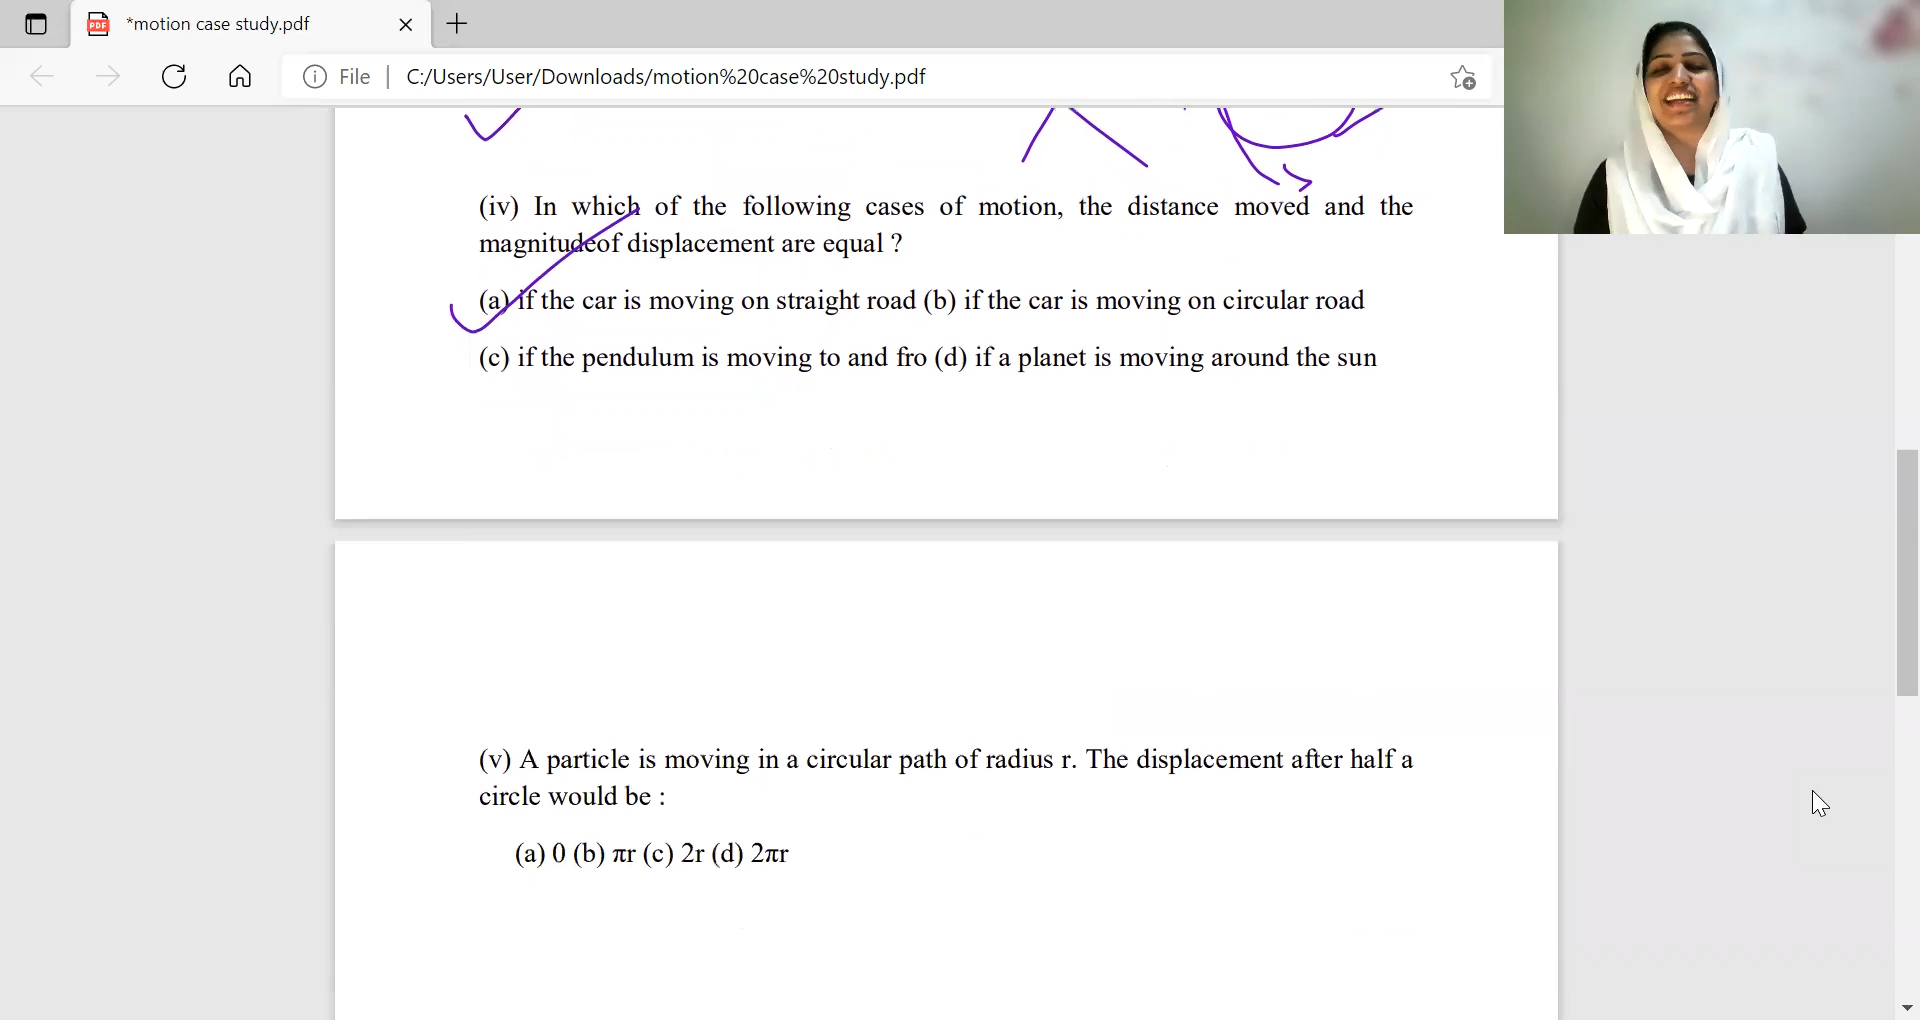 *motion case study.pdf
PDF
File | C:/Users/User/Downloads/motion%20case%20study.pdf
(iv) In which of the following cases of motion, the distance moved and the
magnitudeof displacement are equal ?
(a) if the car is moving on straight road (b) if the car is moving on circular road
(c) if the pendulum is moving to and fro (d) if a planet is moving around the sun
(v) A particle is moving in a circular path of radius r. The displacement after half a
circle would be :
(a) 0 (b) πr (c) 2r (d) 2πr